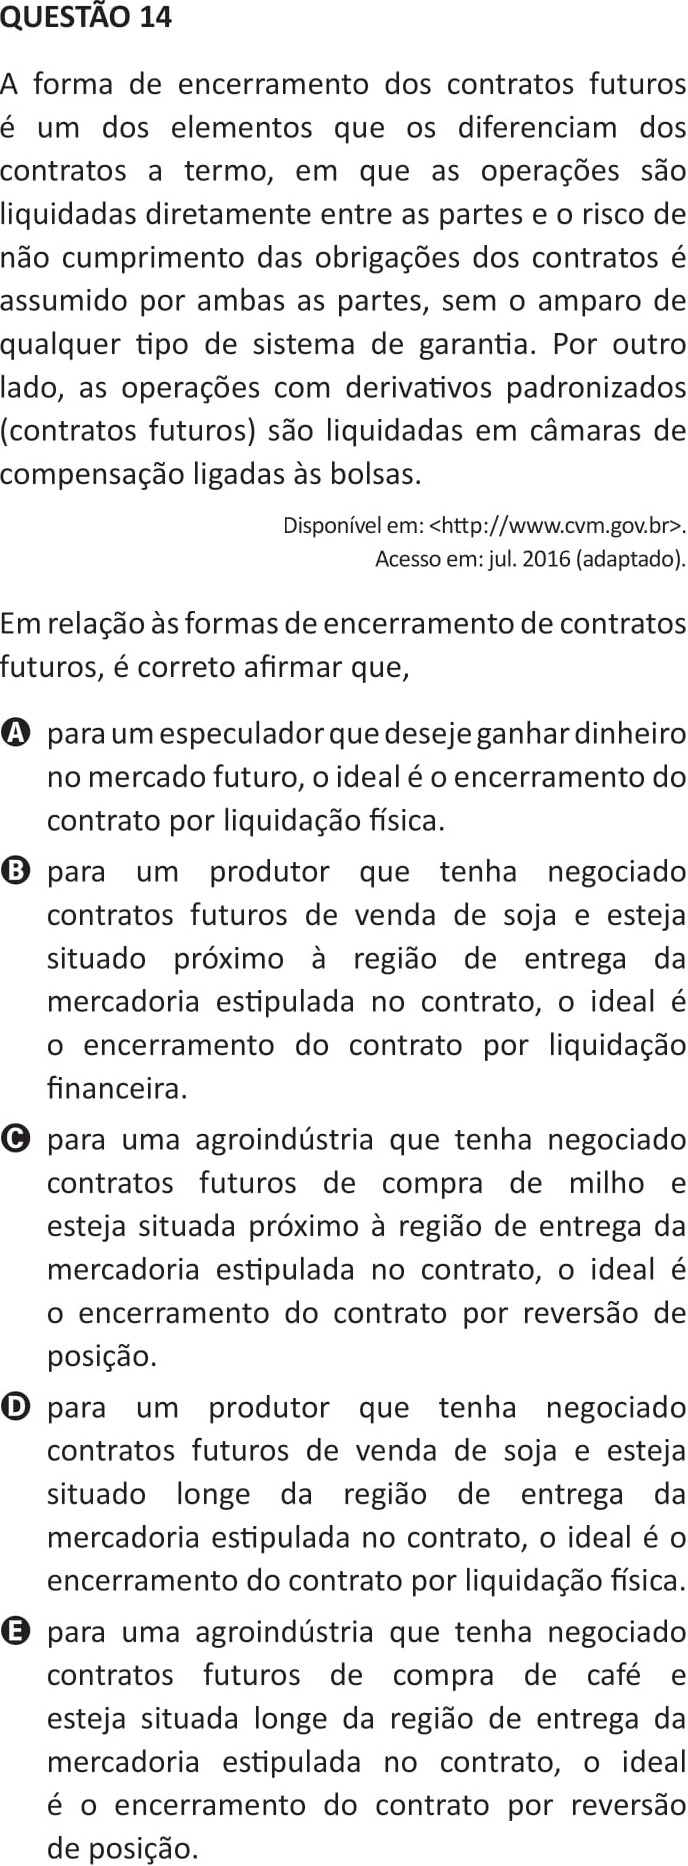 QUESTÃO 14
A forma de encerramento dos contratos futuros
é um dos elementos que os diferenciam dos
contratos a termo, em que as operações são
liquidadas diretamente entre as partes e o risco de
não cumprimento das obrigações dos contratos é
assumido por ambas as partes, sem o amparo de
qualquer tipo de sistema de garantia. Por outro
lado, as operações com derivativos padronizados
(contratos futuros) são liquidadas em câmaras de
compensação ligadas às bolsas.
Disponível em: <http://www.cvm.gov.br>.
Acesso em: jul. 2016 (adaptado).
Em relação às formas de encerramento de contratos
futuros, é correto afirmar que,
A para um especulador que deseje ganhar dinheiro
no mercado futuro, o ideal é o encerramento do
contrato por liquidação física.
B para um produtor que tenha negociado
contratos futuros de venda de soja e esteja
situado próximo à região de entrega da
mercadoria estipulada no contrato, o ideal é
o encerramento do contrato por liquidação
financeira.
C para uma agroindústria que tenha negociado
contratos futuros de compra de milho e
esteja situada próximo à região de entrega da
mercadoria estipulada no contrato, o ideal é
o encerramento do contrato por reversão de
posição.
D para um produtor que tenha negociado
contratos futuros de venda de soja e esteja
situado longe da região de entrega da
mercadoria estipulada no contrato, o ideal é o
encerramento do contrato por liquidação física.
E para uma agroindústria que tenha negociado
contratos futuros de compra de café e
esteja situada longe da região de entrega da
mercadoria estipulada no contrato, o ideal
é o encerramento do contrato por reversão
de posição.